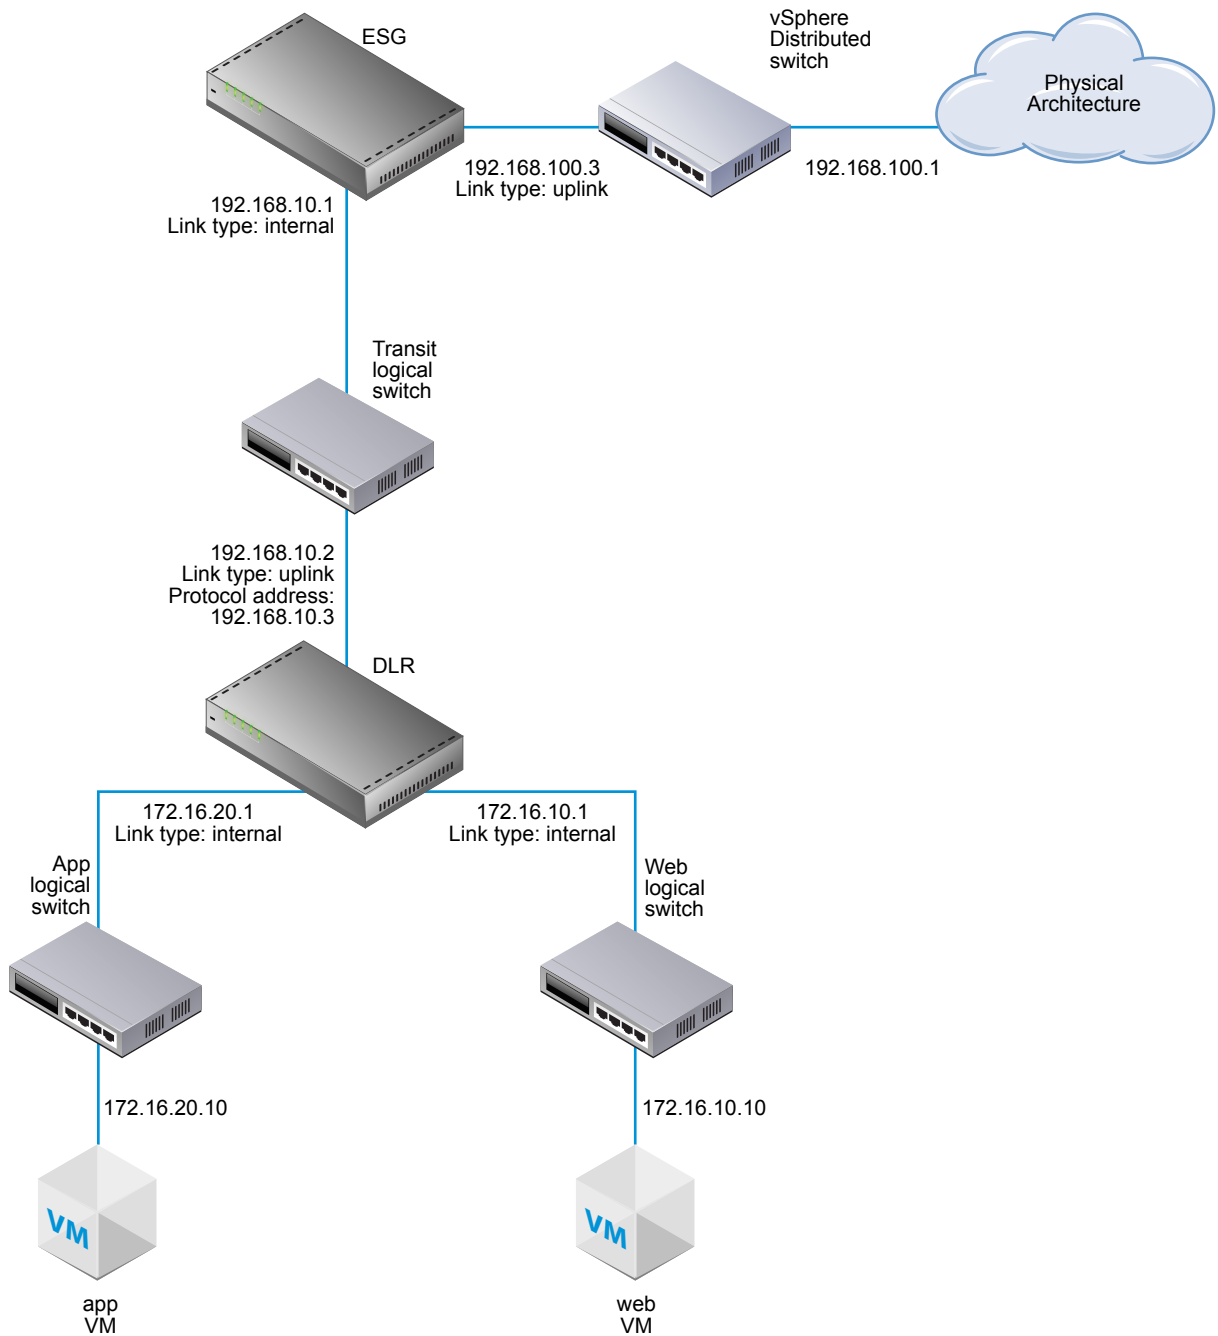 ESG
vSphere
Distributed
switch
Physical
Architecture
192.168.100.3
Link type: uplink
192.168.100.1
192.168.10.1
Link type: internal
Transit
logical
switch
192.168.10.2
Link type: uplink
Protocol address:
192.168.10.3
DLR
172.16.20.1
Link type: internal
172.16.10.1
Link type: internal
App
logical
switch
Web
logical
switch
172.16.20.10
172.16.10.10
VM
VM
app
VM
web
VM